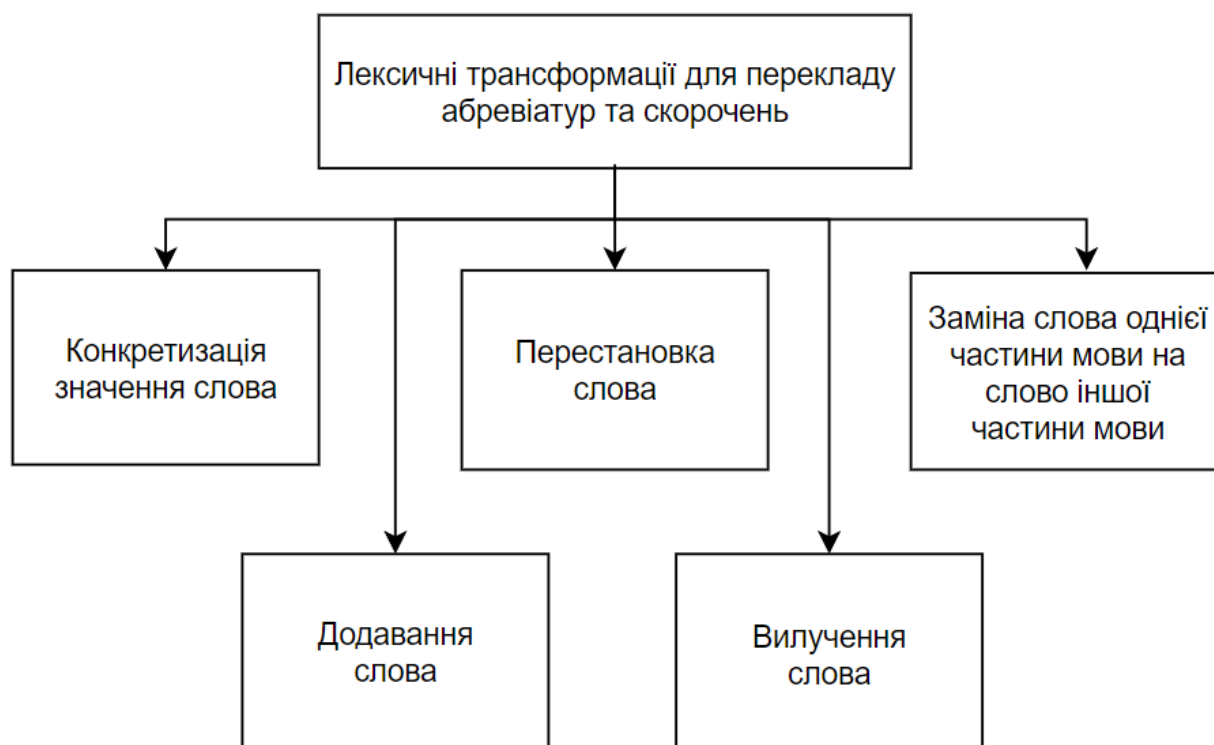 Лексичні трансформації для перекладу
абревіатур та скорочень
Конкретизація
значення слова
Перестановка
слова
Заміна слова однієї
частини мови на
слово іншої
частини мови
Додавання
слова
Вилучення
слова